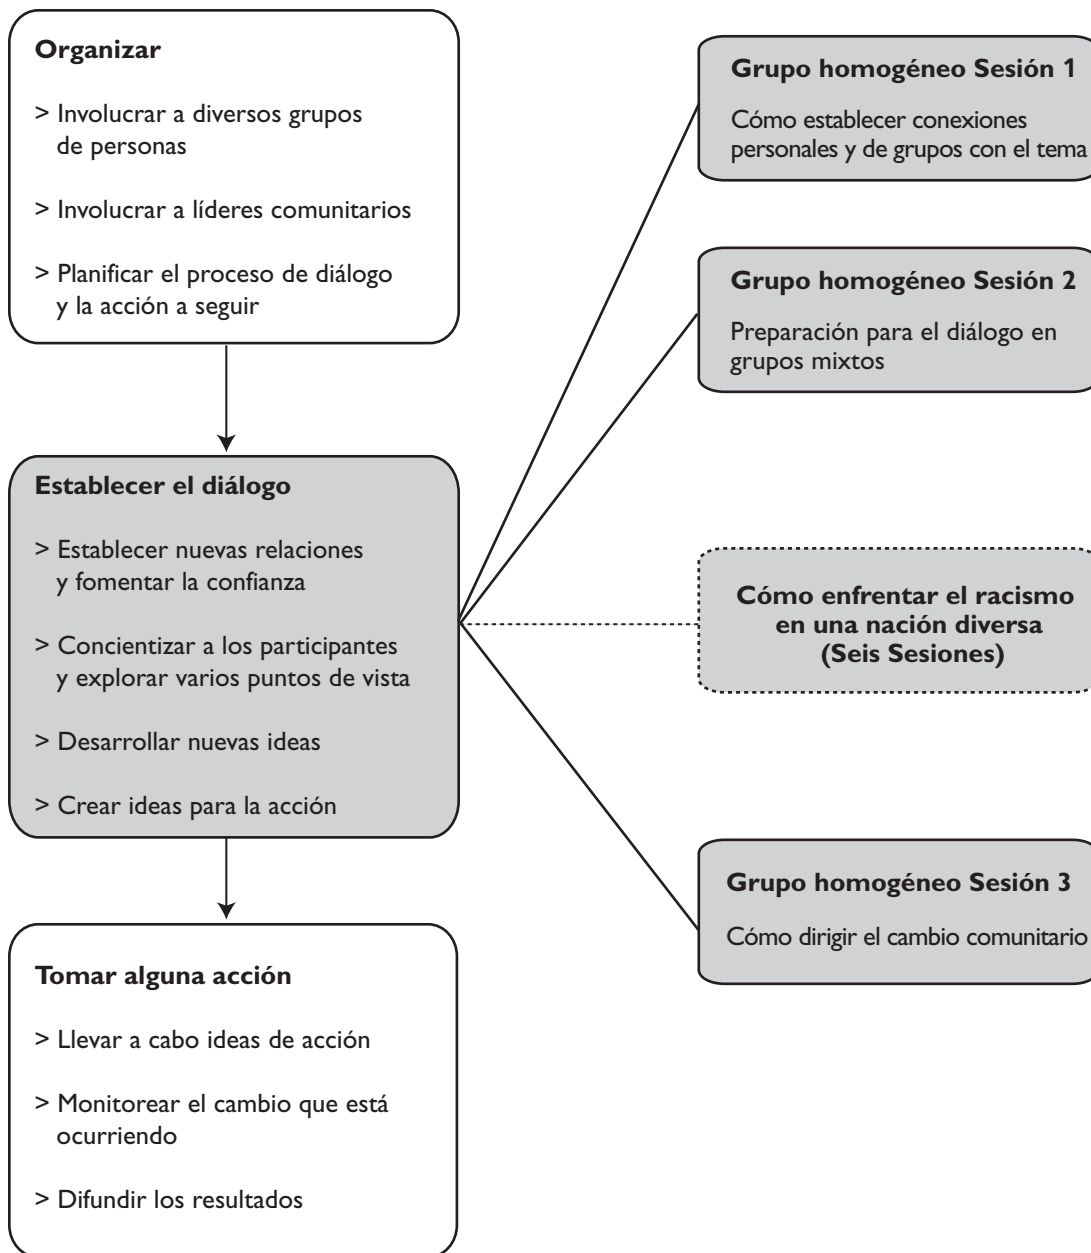 Organizar
> Involucrar a diversos grupos
de personas
> Involucrar a líderes comunitarios
> Planificar el proceso de diálogo
y la acción a seguir
Establecer el diálogo
> Establecer nuevas relaciones
y fomentar la confianza
> Concientizar a los participantes
y explorar varios puntos de vista
> Desarrollar nuevas ideas
> Crear ideas para la acción
Tomar alguna acción
> Llevar a cabo ideas de acción
> Monitorear el cambio que está
ocurriendo
> Difundir los resultados
Grupo homogéneo Sesión 1
Cómo establecer conexiones
personales y de grupos con el tema
Grupo homogéneo Sesión 2
Preparación para el diálogo en
grupos mixtos
Cómo enfrentar el racismo
en una nación diversa
(Seis Sesiones)
Grupo homogéneo Sesión 3
Cómo dirigir el cambio comunitario